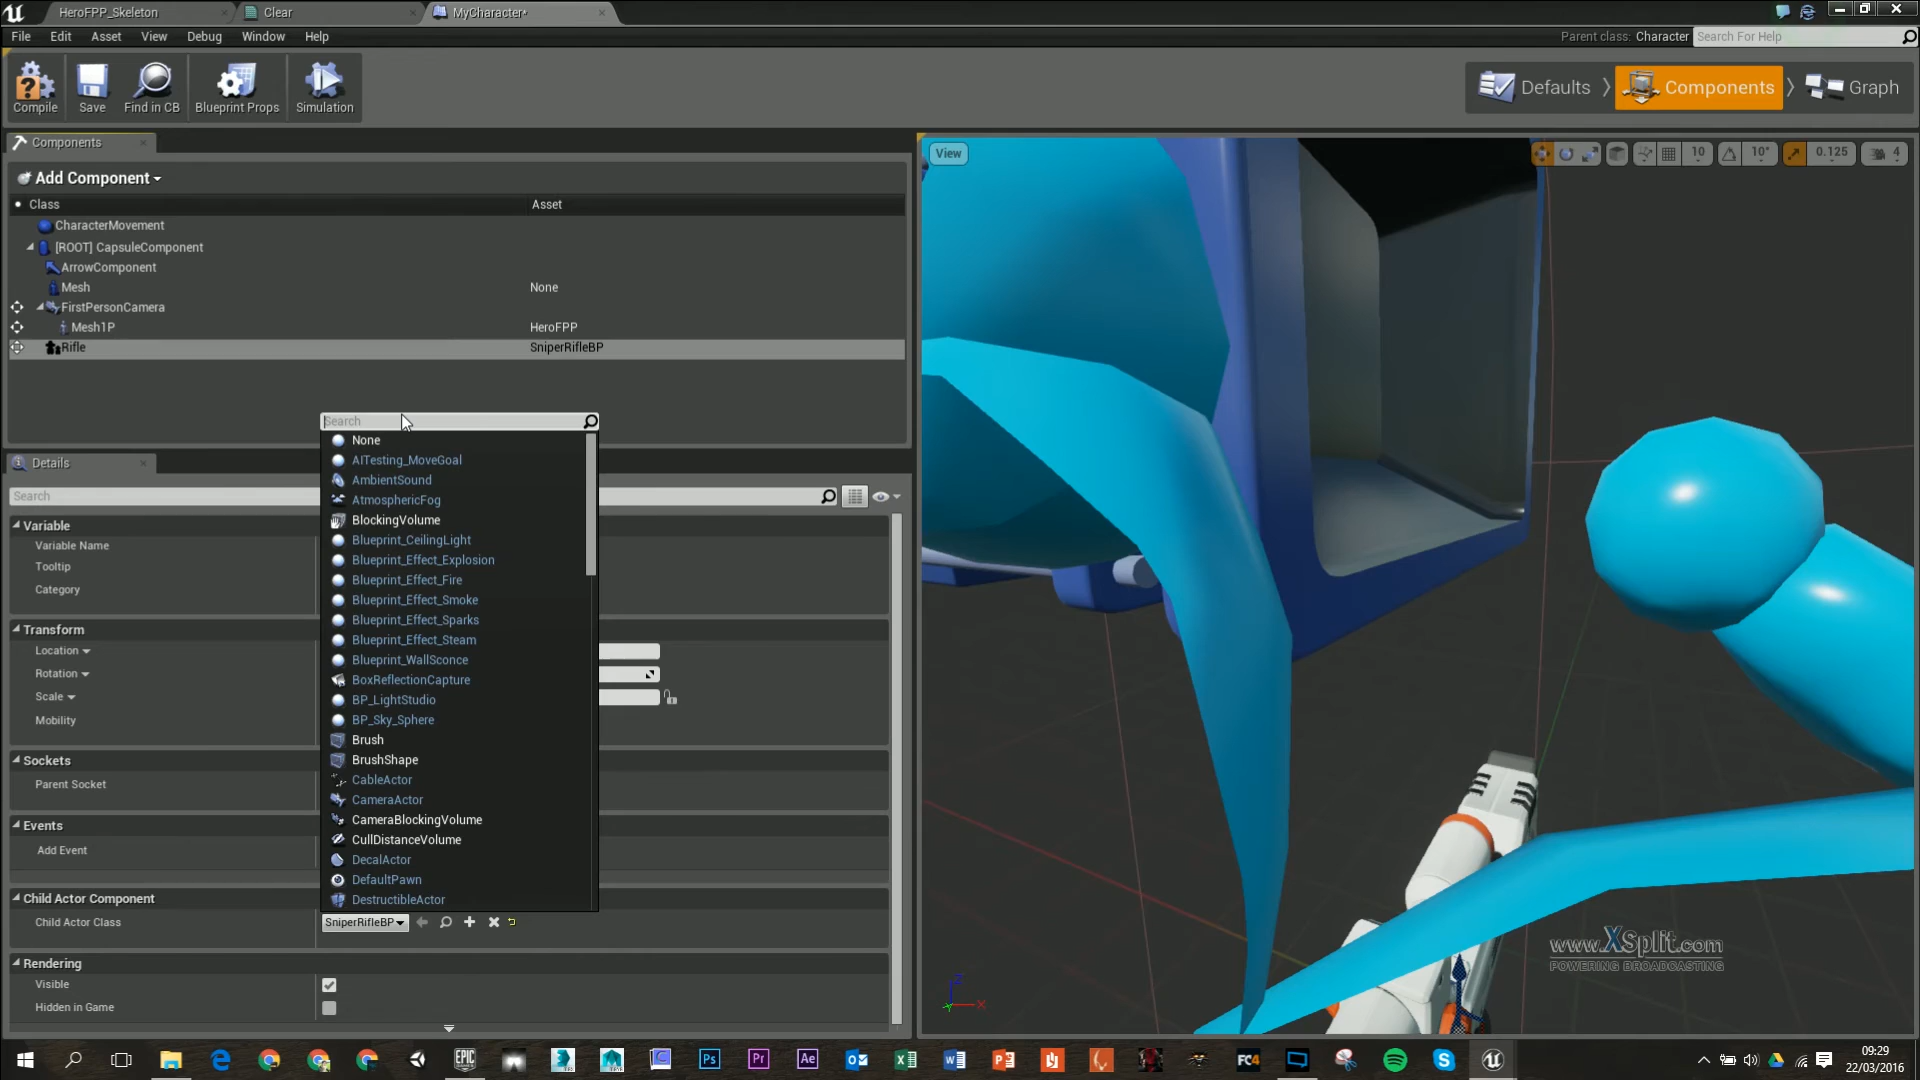 HeroFPP_Skeleton
Clear
MyCharacter*
File Edit Asset View Debug Window Help
Parent class: Character
Search For Help
Compile
Save
Find in CB
Blueprint Props
Simulation
Defaults
Components
Graph
Components
View
10
10°
0.125
4
Add Component
Class
Asset
CharacterMovement
[ROOT] CapsuleComponent
ArrowComponent
Mesh
None
FirstPersonCamera
Mesh1P
HeroFPP
Rifle
SniperRifleBP
Search
None
AITesting_MoveGoal
AmbientSound
AtmosphericFog
BlockingVolume
Blueprint_CeilingLight
Blueprint_Effect_Explosion
Blueprint_Effect_Fire
Blueprint_Effect_Smoke
Blueprint_Effect_Sparks
Blueprint_Effect_Steam
Blueprint_WallSconce
BoxReflectionCapture
BP_LightStudio
BP_Sky_Sphere
Brush
BrushShape
CableActor
CameraActor
CameraBlockingVolume
CullDistanceVolume
DecalActor
DefaultPawn
DestructibleActor
Details
Search
Variable
Variable Name
Tooltip
Category
Transform
Location
Rotation
Scale
Mobility
Sockets
Parent Socket
Events
Add Event
Child Actor Component
Child Actor Class
SniperRifleBP
Rendering
Visible
Hidden in Game
Z
X
www.XSplit.com
POWERING BROADCASTING
EPIC
GAMES
Ps
Pr
Ae
FC4
09:29
22/03/2016